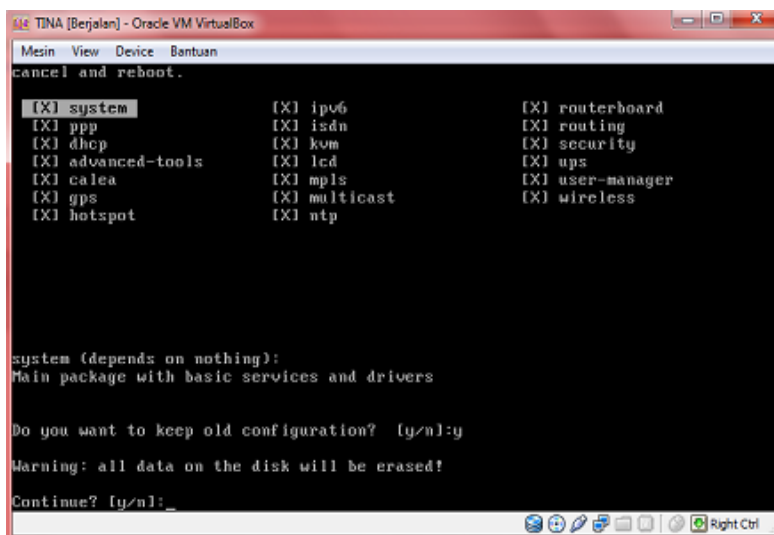 TINA [Berjalan] - Oracle VM VirtualBox
Mesin View Device Bantuan
cancel and reboot.
[X] system [X] ipv6 [X] routerboard
[X] ppp [X] isdn [X] routing
[X] dhcp [X] kvm [X] security
[X] advanced-tools [X] lcd [X] ups
[X] calea [X] mpls [X] user-manager
[X] gps [X] multicast [X] wireless
[X] hotspot [X] ntp
system (depends on nothing):
Main package with basic services and drivers
Do you want to keep old configuration? [y/n]:y
Warning: all data on the disk will be erased!
Continue? [y/n]:_
Right Ctrl